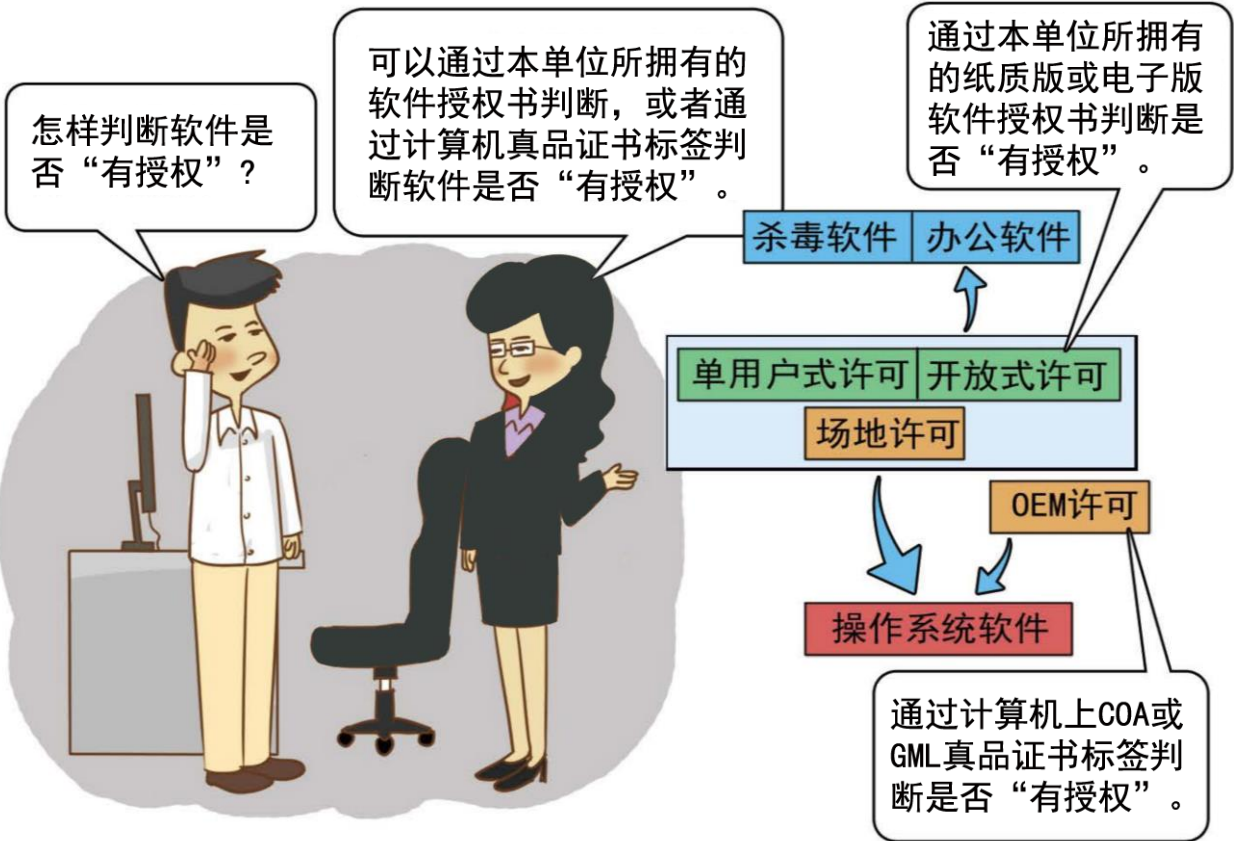 怎样判断软件是
否“有授权”?
可以通过本单位所拥有的
软件授权书判断，或者通
过计算机真品证书标签判
断软件是否“有授权”。
通过本单位所拥有
的纸质版或电子版
软件授权书判断是
否“有授权”。
杀毒软件 办公软件
单用户式许可 开放式许可
场地许可
OEM许可
操作系统软件
通过计算机上COA或
GML真品证书标签判
断是否“有授权”。